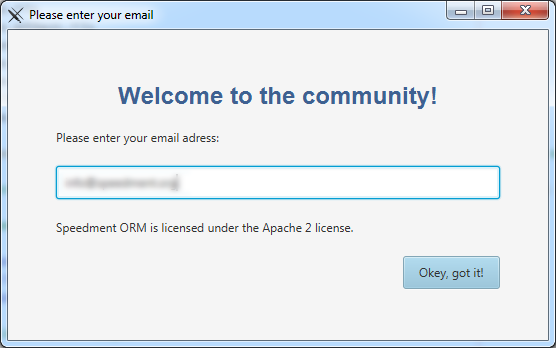 Please enter your email
Welcome to the community!
Please enter your email adress:
Speedment ORM is licensed under the Apache 2 license.
Okey, got it!